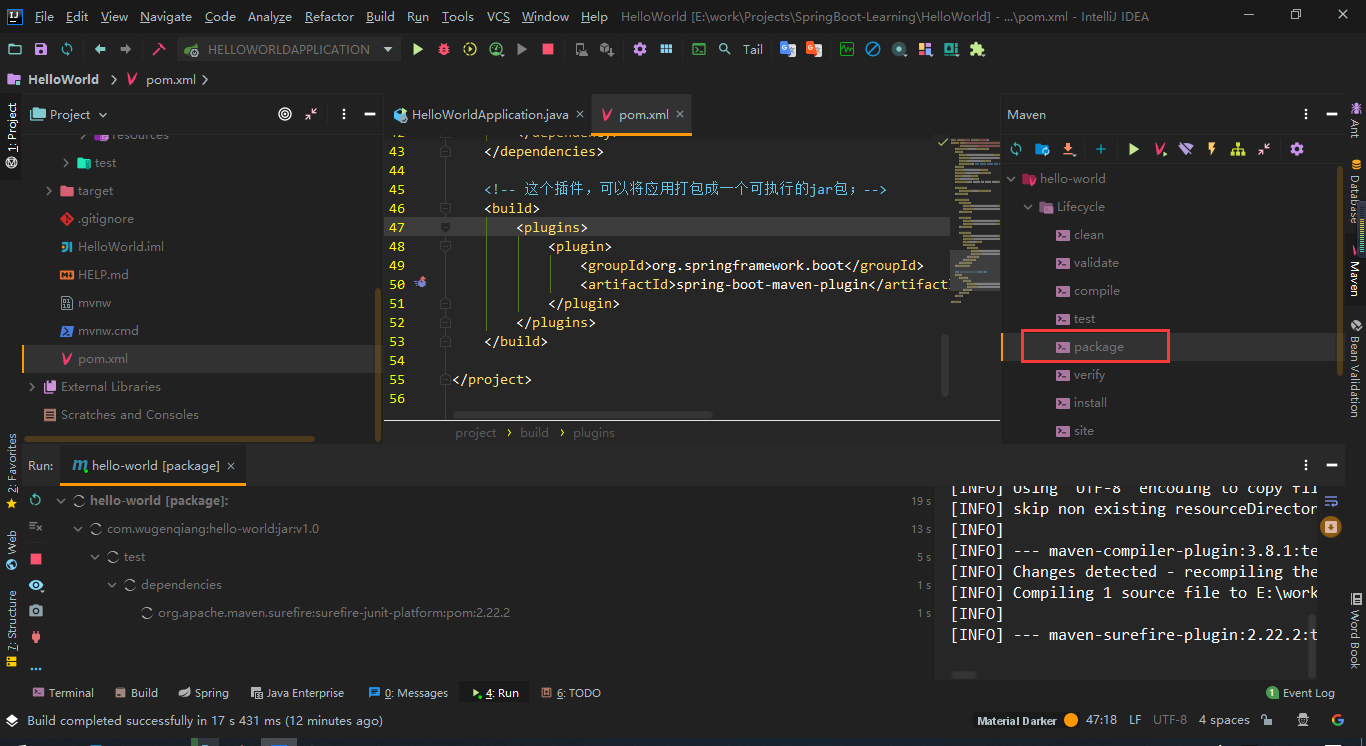 File Edit View Navigate Code Analyze Refactor Build Run Tools VCS Window Help HelloWorld [E:\work\Projects\SpringBoot-Learning\HelloWorld] - ...\pom.xml - IntelliJ IDEA
HELLOWORLDAPPLICATION Tail
HelloWorld pom.xml
1: Project
Project
resources
test
target
.gitignore
HelloWorld.iml
HELP.md
mvnw
mvnw.cmd
pom.xml
External Libraries
Scratches and Consoles
HelloWorldApplication.java pom.xml
42 </dependency>
43 </dependencies>
44
45 <!-- 这个插件，可以将应用打包成一个可执行的jar包；-->
46 <build>
47 <plugins>
48 <plugin>
49 <groupId>org.springframework.boot</groupId>
50 <artifactId>spring-boot-maven-plugin</artifactI
51 </plugin>
52 </plugins>
53 </build>
54
55 </project>
56
project build plugins
Maven
hello-world
Lifecycle
clean
validate
compile
test
package
verify
install
site
Ant
Database
Maven
Bean Validation
Word Book
2: Favorites
Web
7: Structure
Run: hello-world [package]
hello-world [package]: 19 s
com.wugenqiang:hello-world:jar:v1.0 13 s
test 5 s
dependencies 1 s
org.apache.maven.surefire:surefire-junit-platform:pom:2.22.2 1 s
[INFO] Using 'UTF-8' encoding to copy fil
[INFO] skip non existing resourceDirector
[INFO]
[INFO] --- maven-compiler-plugin:3.8.1:te
[INFO] Changes detected - recompiling the
[INFO] Compiling 1 source file to E:\work
[INFO]
[INFO] --- maven-surefire-plugin:2.22.2:t
Terminal Build Spring Java Enterprise 0: Messages 4: Run 6: TODO 1 Event Log
Build completed successfully in 17 s 431 ms (12 minutes ago) Material Darker 47:18 LF UTF-8 4 spaces